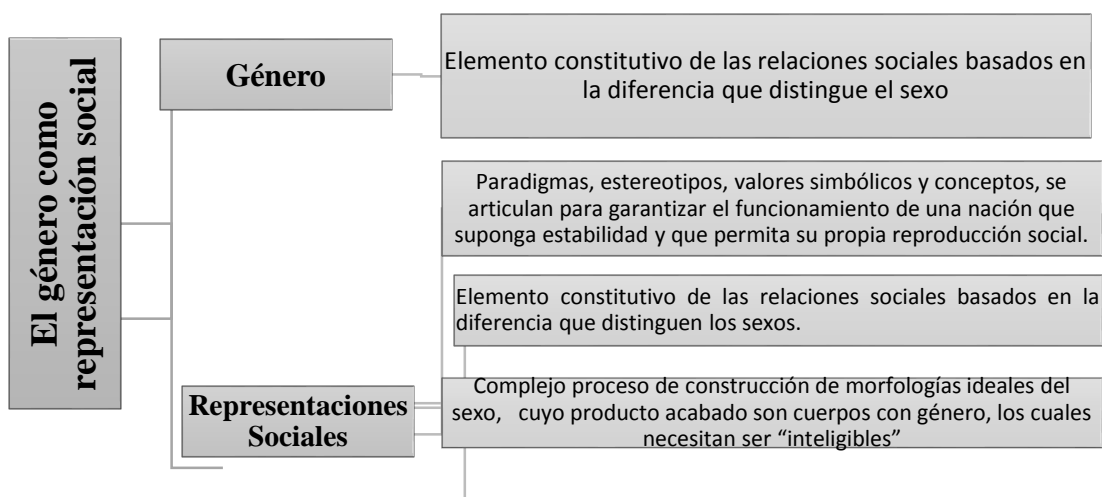 El género como
representación social
Género
Elemento constitutivo de las relaciones sociales basados en
la diferencia que distingue el sexo
Representaciones
Sociales
Paradigmas, estereotipos, valores simbólicos y conceptos, se
articulan para garantizar el funcionamiento de una nación que
suponga estabilidad y que permita su propia reproducción social.
Elemento constitutivo de las relaciones sociales basados en la
diferencia que distinguen los sexos.
Complejo proceso de construcción de morfologías ideales del
sexo, cuyo producto acabado son cuerpos con género, los cuales
necesitan ser “inteligibles”